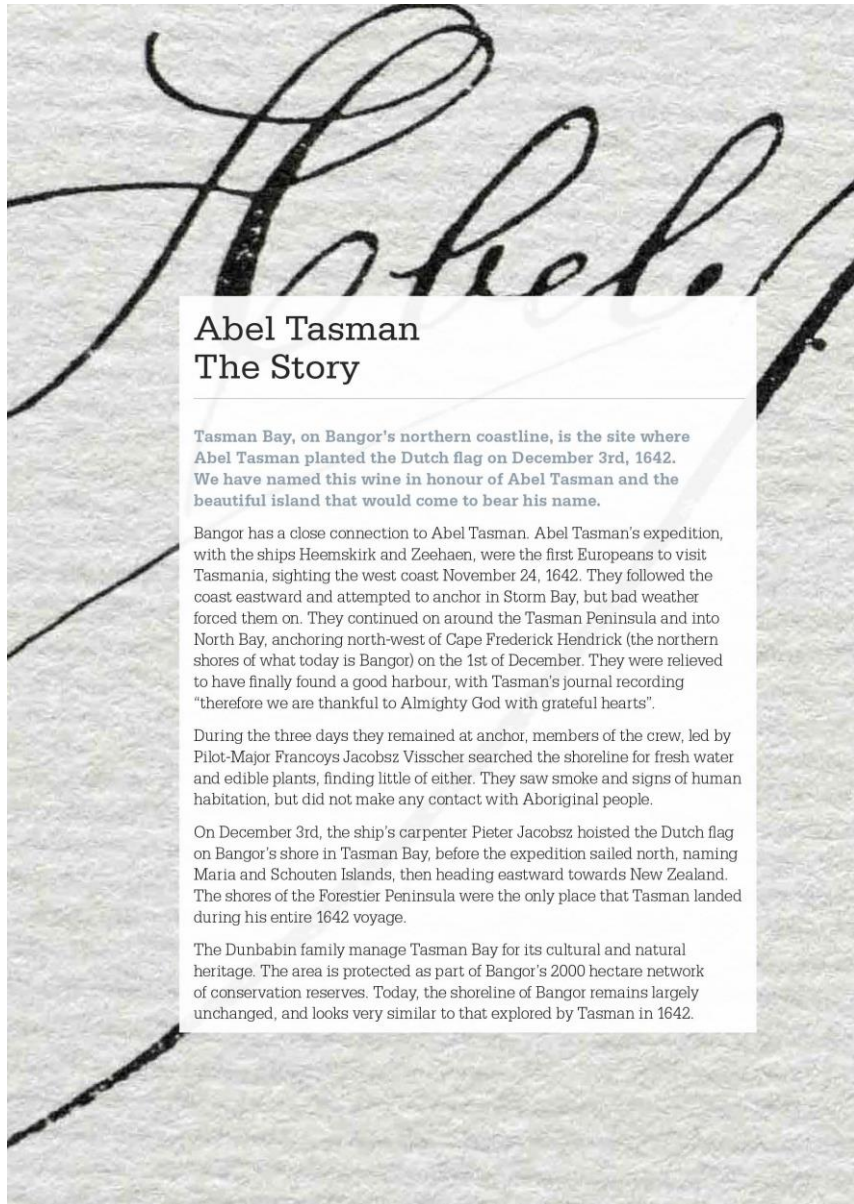 Abel
Abel Tasman
The Story
Tasman Bay, on Bangor’s northern coastline, is the site where
Abel Tasman planted the Dutch flag on December 3rd, 1642.
We have named this wine in honour of Abel Tasman and the
beautiful island that would come to bear his name.
Bangor has a close connection to Abel Tasman. Abel Tasman’s expedition,
with the ships Heemskirk and Zeehaen, were the first Europeans to visit
Tasmania, sighting the west coast November 24, 1642. They followed the
coast eastward and attempted to anchor in Storm Bay, but bad weather
forced them on. They continued on around the Tasman Peninsula and into
North Bay, anchoring north-west of Cape Frederick Hendrick (the northern
shores of what today is Bangor) on the 1st of December. They were relieved
to have finally found a good harbour, with Tasman’s journal recording
“therefore we are thankful to Almighty God with grateful hearts”.
During the three days they remained at anchor, members of the crew, led by
Pilot-Major Francoys Jacobsz Visscher searched the shoreline for fresh water
and edible plants, finding little of either. They saw smoke and signs of human
habitation, but did not make any contact with Aboriginal people.
On December 3rd, the ship’s carpenter Pieter Jacobsz hoisted the Dutch flag
on Bangor’s shore in Tasman Bay, before the expedition sailed north, naming
Maria and Schouten Islands, then heading eastward towards New Zealand.
The shores of the Forestier Peninsula were the only place that Tasman landed
during his entire 1642 voyage.
The Dunbabin family manage Tasman Bay for its cultural and natural
heritage. The area is protected as part of Bangor’s 2000 hectare network
of conservation reserves. Today, the shoreline of Bangor remains largely
unchanged, and looks very similar to that explored by Tasman in 1642.